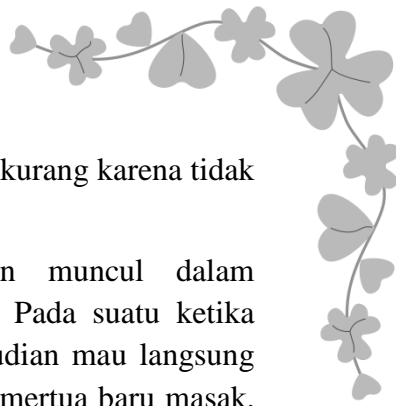 kurang karena tidak
n muncul dalam
Pada suatu ketika
udian mau langsung
mertua baru masak.